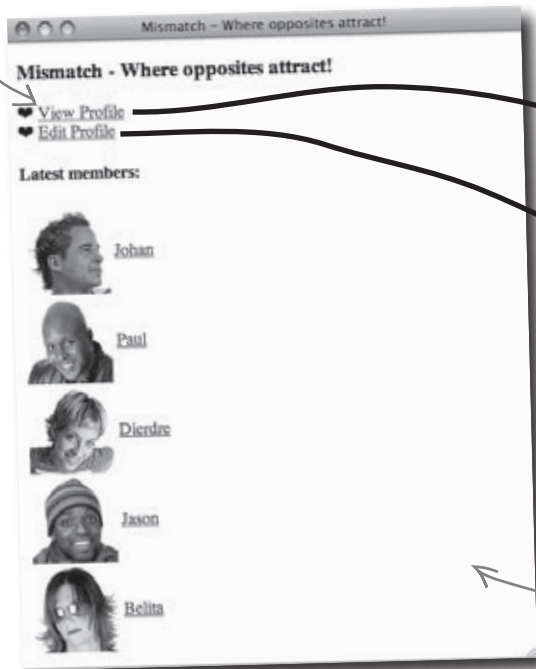 Mismatch - Where opposites attract!
Mismatch - Where opposites attract!
❤ View Profile
❤ Edit Profile
Latest members:
Johan
Paul
Dierdre
Jason
Belita